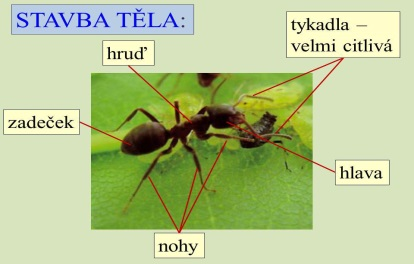 STAVBA TĚLA:
tykadla –
velmi citlivá
hruď
zadeček
hlava
nohy